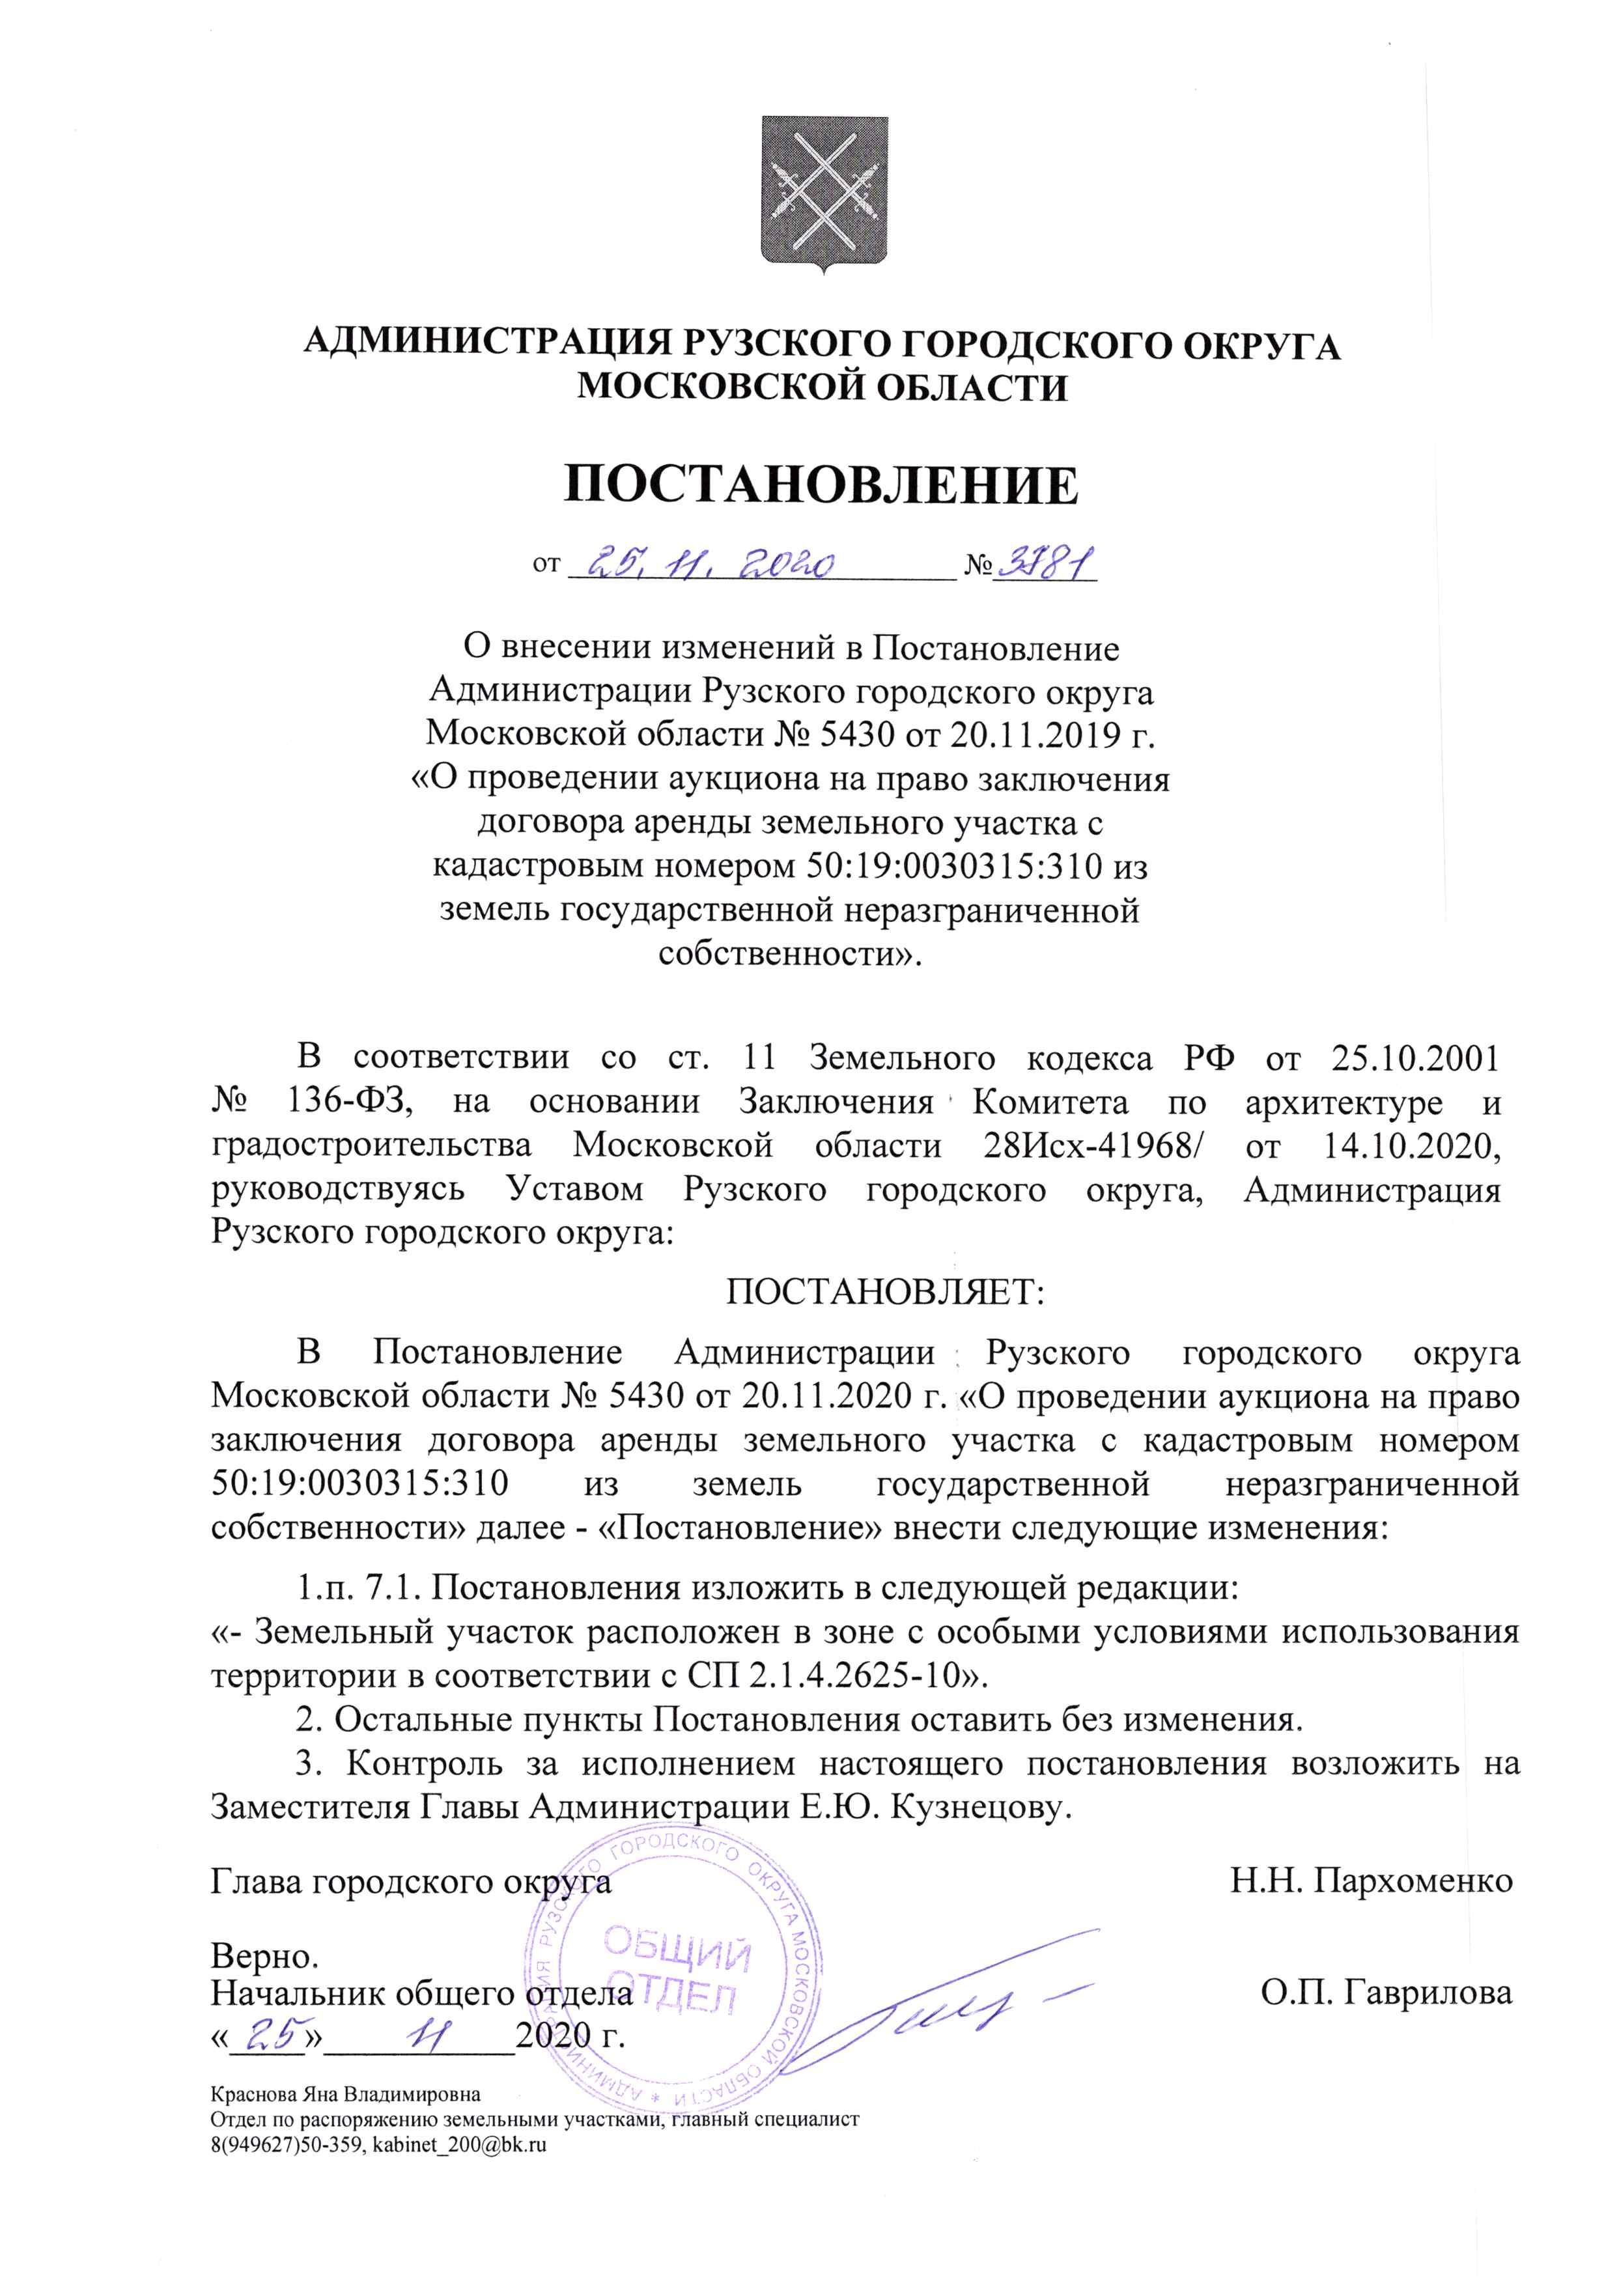 АДМИНИСТРАЦИЯ РУЗСКОГО ГОРОДСКОГО ОКРУГА
МОСКОВСКОЙ ОБЛАСТИ
ПОСТАНОВЛЕНИЕ
от 25.11.2020 № 3781
О внесении изменений в Постановление
Администрации Рузского городского округа
Московской области № 5430 от 20.11.2019 г.
«О проведении аукциона на право заключения
договора аренды земельного участка с
кадастровым номером 50:19:0030315:310 из
земель государственной неразграниченной
собственности».
В соответствии со ст. 11 Земельного кодекса РФ от 25.10.2001
№ 136-ФЗ, на основании Заключения Комитета по архитектуре и
градостроительства Московской области 28Исх-41968/ от 14.10.2020,
руководствуясь Уставом Рузского городского округа, Администрация
Рузского городского округа:
ПОСТАНОВЛЯЕТ:
В Постановление Администрации Рузского городского округа
Московской области № 5430 от 20.11.2020 г. «О проведении аукциона на право
заключения договора аренды земельного участка с кадастровым номером
50:19:0030315:310 из земель государственной неразграниченной
собственности» далее - «Постановление» внести следующие изменения:
1.п. 7.1. Постановления изложить в следующей редакции:
«- Земельный участок расположен в зоне с особыми условиями использования
территории в соответствии с СП 2.1.4.2625-10».
2. Остальные пункты Постановления оставить без изменения.
3. Контроль за исполнением настоящего постановления возложить на
Заместителя Главы Администрации Е.Ю. Кузнецову.
Глава городского округа Н.Н. Пархоменко
Верно.
Начальник общего отдела О.П. Гаврилова
«25» 11 2020 г.
АДМИНИСТРАЦИЯ РУЗСКОГО ГОРОДСКОГО ОКРУГА МОСКОВСКОЙ ОБЛАСТИ *
ОБЩИЙ
ОТДЕЛ
Краснова Яна Владимировна
Отдел по распоряжению земельными участками, главный специалист
8(949627)50-359, kabinet_200@bk.ru